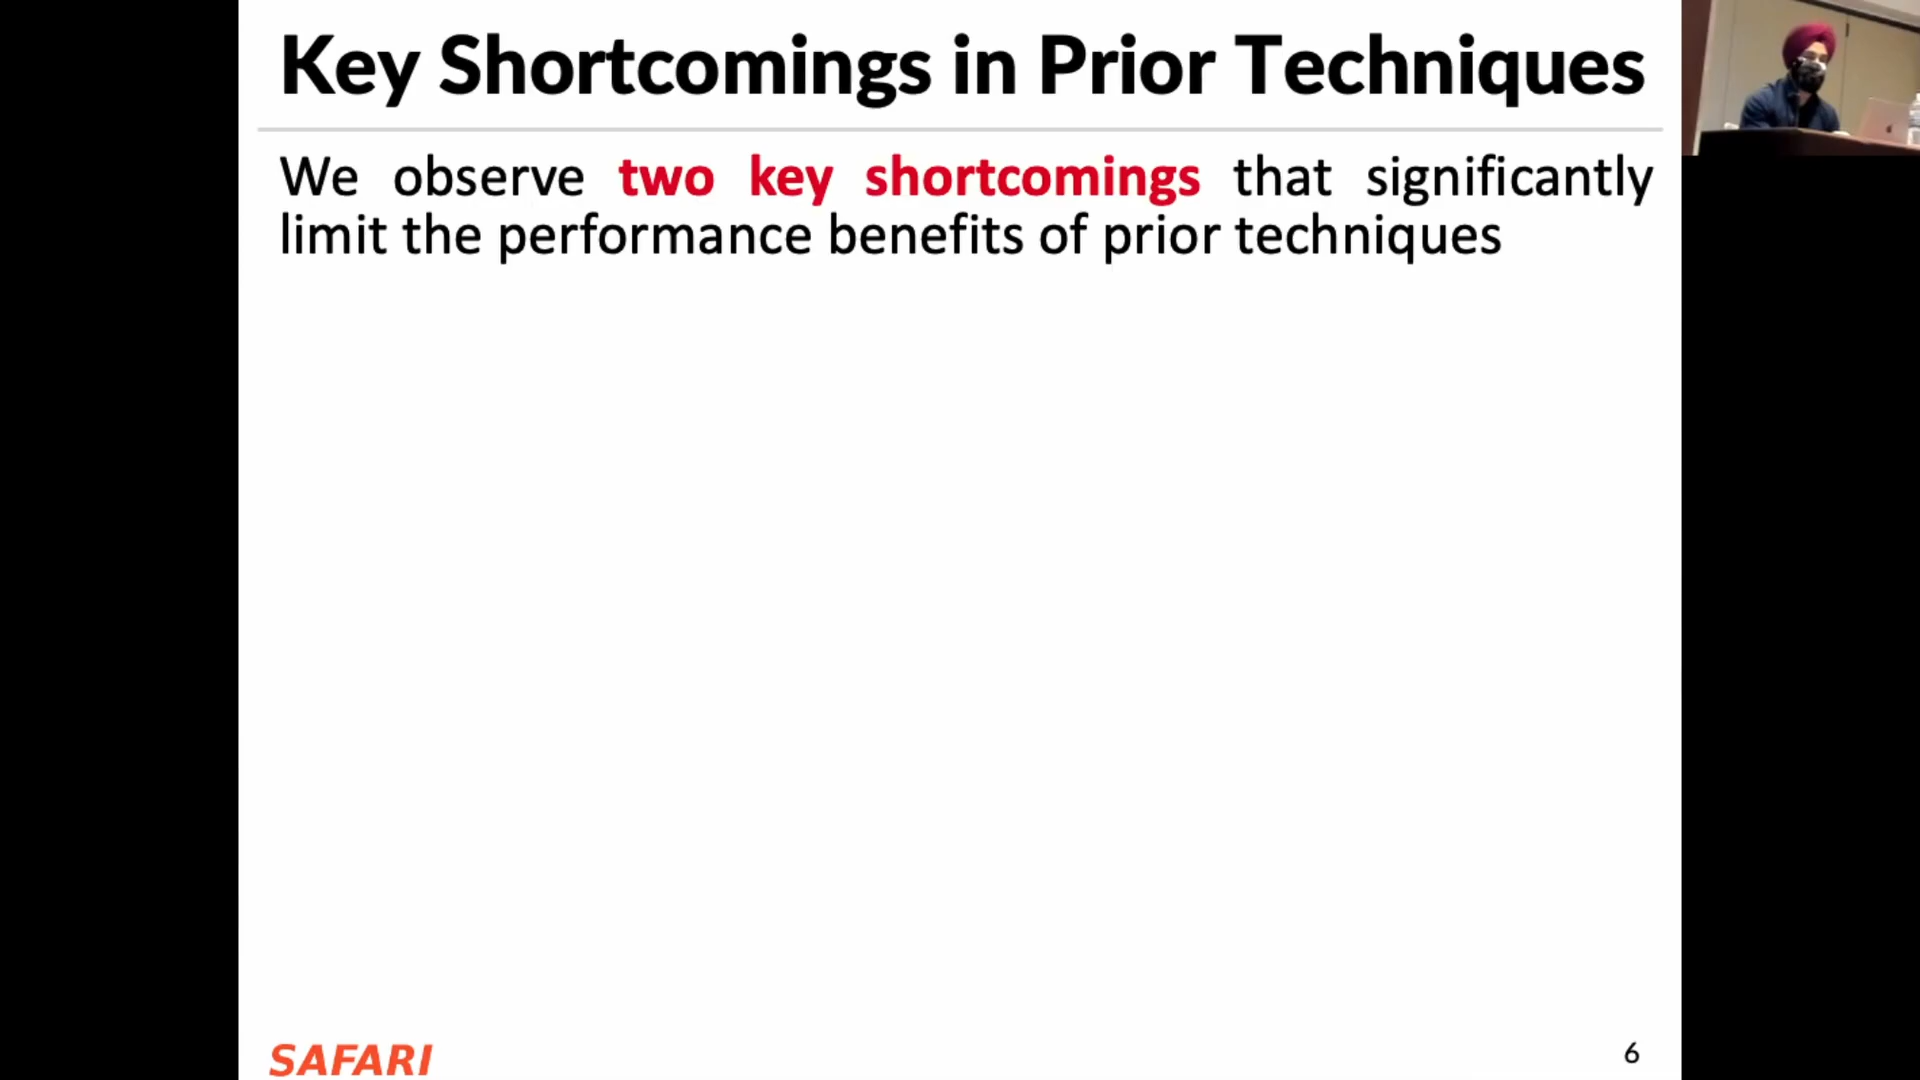 Key Shortcomings in Prior Techniques
We observe two key shortcomings that significantly
limit the performance benefits of prior techniques
SAFARI
6